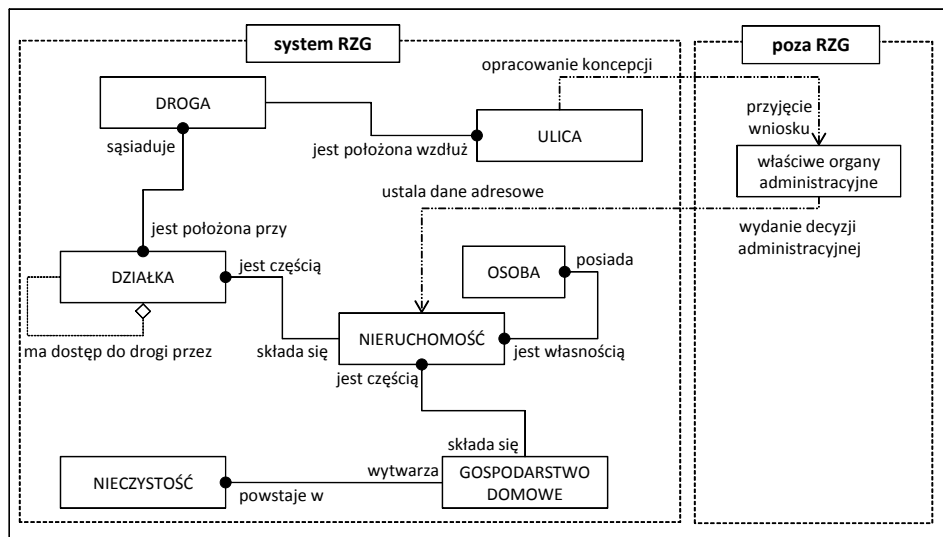 system RZG
poza RZG
opracowanie koncepcji
DROGA
przyjęcie
wniosku
ULICA
sąsiaduje
jest położona wzdłuż
właściwe organy
administracyjne
ustala dane adresowe
wydanie decyzji
administracyjnej
jest położona przy
jest częścią
OSOBA
posiada
DZIAŁKA
NIERUCHOMOŚĆ
ma dostęp do drogi przez
składa się
jest własnością
jest częścią
składa się
wytwarza
NIECZYSTOŚĆ
GOSPODARSTWO
DOMOWE
powstaje w